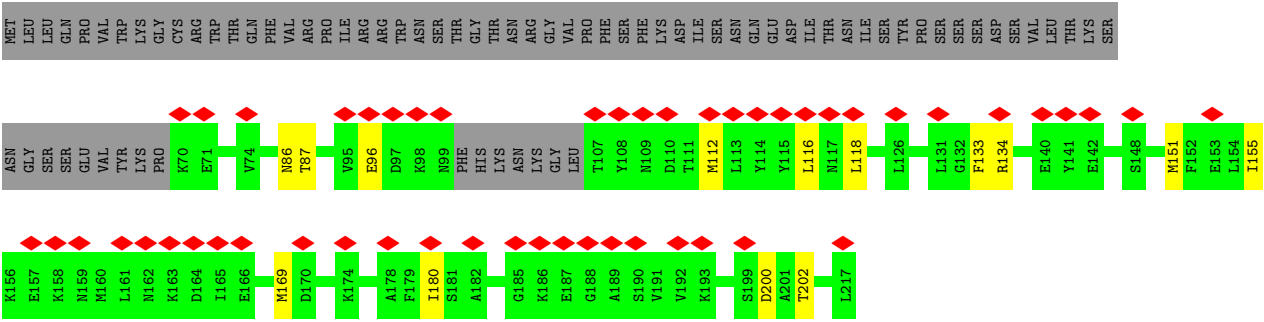 MET LEU LEU GLN PRO VAL TRP LYS GLY CYS ARG TRP THR GLN PHE VAL ARG PRO ILE ARG ARG TRP ASN SER THR GLY THR ASN ARG GLY VAL PRO PHE SER PHE LYS ASP ILE SER ASN GLN GLU ASP ILE THR ASN ILE SER TYR PRO SER SER SER ASP SER VAL LEU THR LYS SER
ASN GLY SER SER GLU VAL TYR LYS PRO K70 E71 V74 N86 T87 V95 E96 D97 K98 N99 PHE HIS LYS ASN LYS GLY LEU T107 Y108 N109 D110 T111 M112 L113 Y114 Y115 L116 N117 L118 L126 L131 G132 F133 R134 E140 Y141 E142 S148 M151 F152 E153 L154 I155
K156 E157 K158 N159 M160 L161 N162 K163 D164 I165 E166 M169 D170 K174 A178 F179 I180 S181 A182 G185 K186 E187 G188 A189 S190 V191 V192 K193 S199 D200 A201 T202 L217